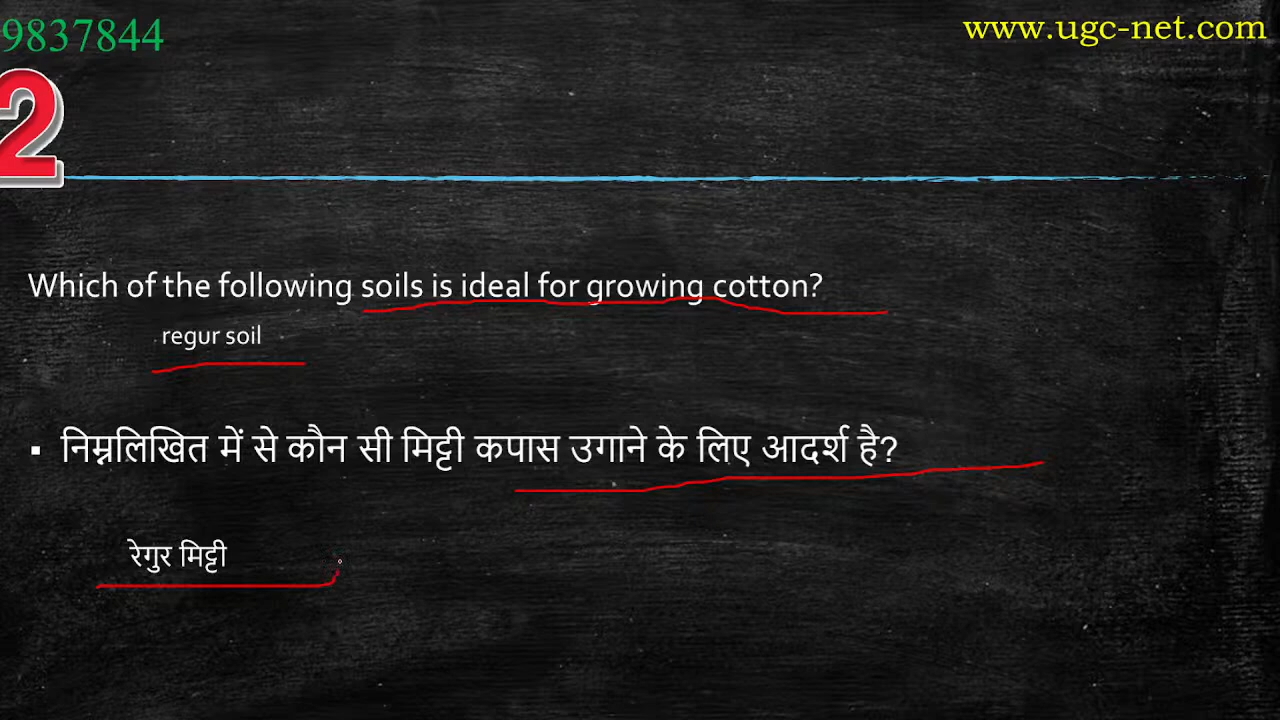 9837844
www.ugc-net.com
2
Which of the following soils is ideal for growing cotton?
regur soil
▪ निम्नलिखित में से कौन सी मिट्टी कपास उगाने के लिए आदर्श है?
रेगुर मिट्टी